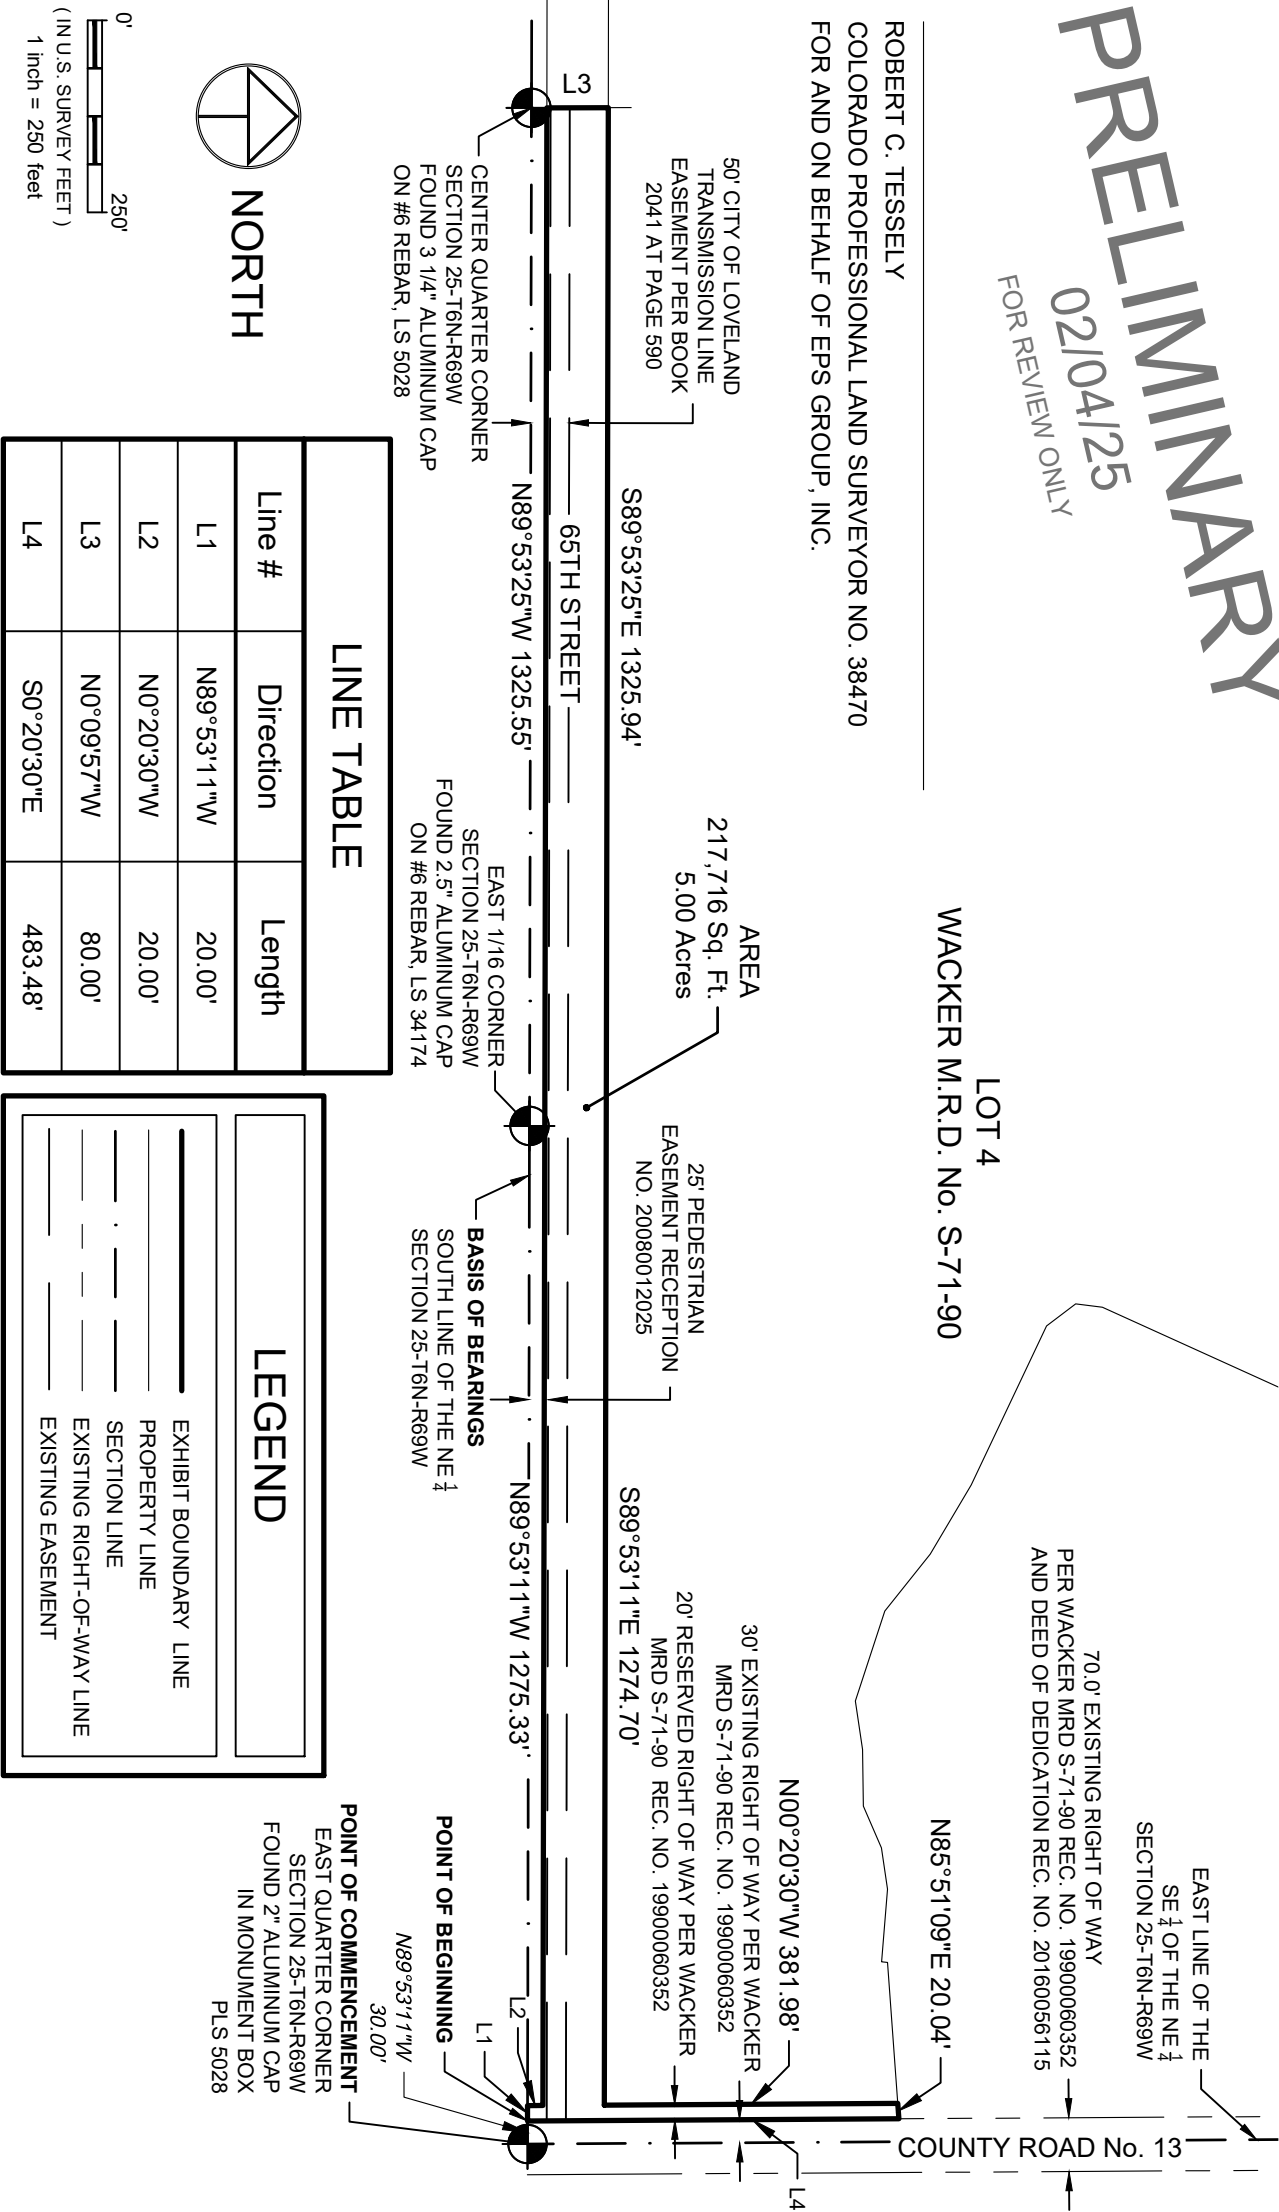 PRELIMINARY
02/04/25
FOR REVIEW ONLY
ROBERT C. TESSELY
COLORADO PROFESSIONAL LAND SURVEYOR NO. 38470
FOR AND ON BEHALF OF EPS GROUP, INC.
LOT 4
WACKER M.R.D. No. S-71-90
EAST LINE OF THE
SE 1/4 OF THE NE 1/4
SECTION 25-T6N-R69W
70.0' EXISTING RIGHT OF WAY
PER WACKER MRD S-71-90 REC. NO. 19900060352
AND DEED OF DEDICATION REC. NO. 20160056115
COUNTY ROAD No. 13
N85°51'09"E 20.04'
N00°20'30"W 381.98'
30' EXISTING RIGHT OF WAY PER WACKER
MRD S-71-90 REC. NO. 19900060352
20' RESERVED RIGHT OF WAY PER WACKER
MRD S-71-90 REC. NO. 19900060352
L4
50' CITY OF LOVELAND
TRANSMISSION LINE
EASEMENT PER BOOK
2041 AT PAGE 590
AREA
217,716 Sq. Ft.
5.00 Acres
25' PEDESTRIAN
EASEMENT RECEPTION
NO. 20080012025
L3
S89°53'25"E 1325.94'
S89°53'11"E 1274.70'
65TH STREET
N89°53'25"W 1325.55'
N89°53'11"W 1275.33'
L2
L1
CENTER QUARTER CORNER
SECTION 25-T6N-R69W
FOUND 3 1/4" ALUMINUM CAP
ON #6 REBAR, LS 5028
EAST 1/16 CORNER
SECTION 25-T6N-R69W
FOUND 2.5" ALUMINUM CAP
ON #6 REBAR, LS 34174
BASIS OF BEARINGS
SOUTH LINE OF THE NE 1/4
SECTION 25-T6N-R69W
POINT OF BEGINNING
N89°53'11"W
30.00'
POINT OF COMMENCEMENT
EAST QUARTER CORNER
SECTION 25-T6N-R69W
FOUND 2" ALUMINUM CAP
IN MONUMENT BOX
PLS 5028
NORTH
0' 250'
( IN U.S. SURVEY FEET )
1 inch = 250 feet
LINE TABLE
Line # Direction Length
L1 N89°53'11"W 20.00'
L2 N0°20'30"W 20.00'
L3 N0°09'57"W 80.00'
L4 S0°20'30"E 483.48'
LEGEND
EXHIBIT BOUNDARY LINE
PROPERTY LINE
SECTION LINE
EXISTING RIGHT-OF-WAY LINE
EXISTING EASEMENT